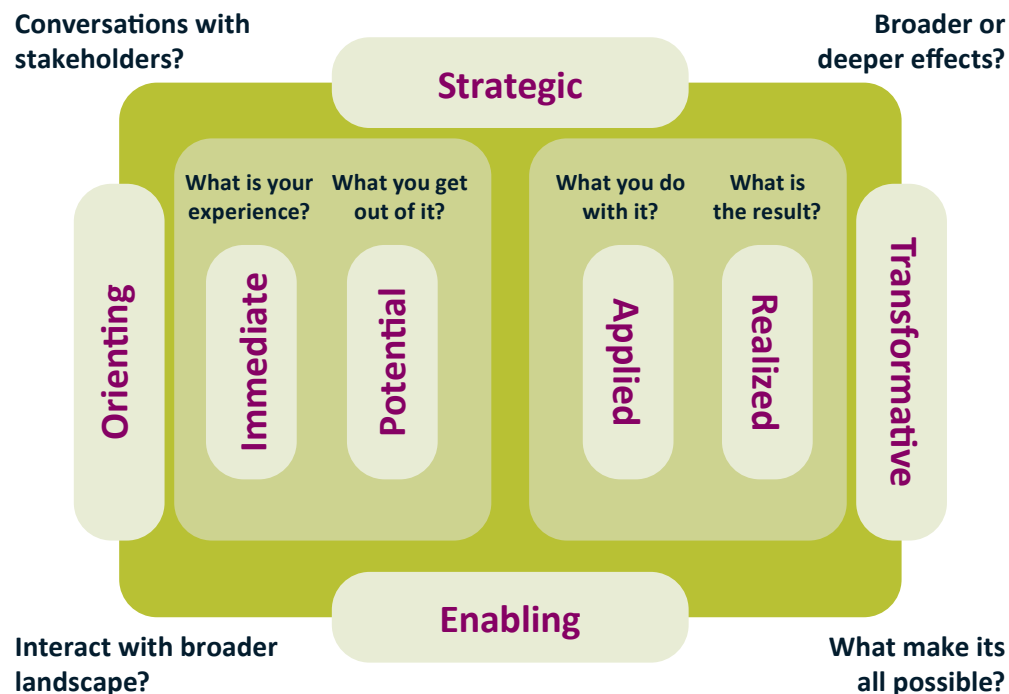 Conversations with
stakeholders?
Broader or
deeper effects?
Strategic
What is your
experience?
What you get
out of it?
What you do
with it?
What is
the result?
Orienting
Immediate
Potential
Applied
Realized
Transformative
Enabling
Interact with broader
landscape?
What make its
all possible?